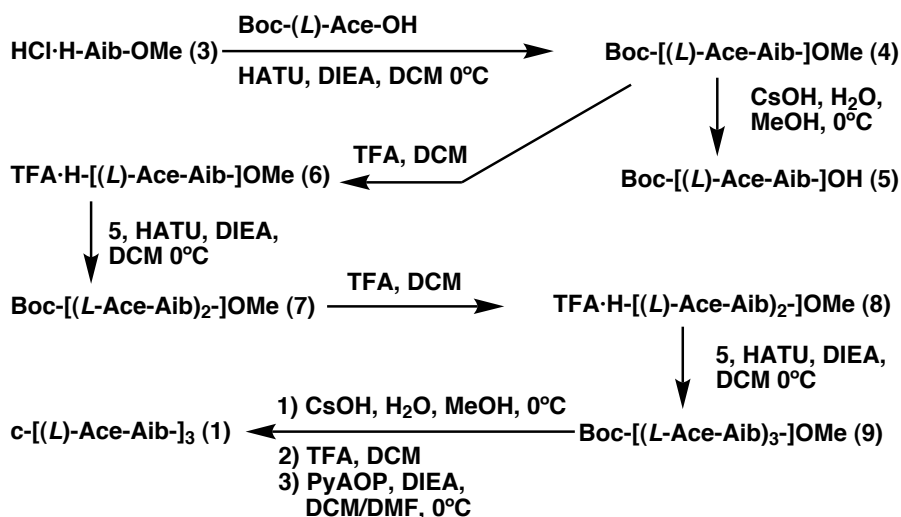 Boc-(L)-Ace-OH
HCl·H-Aib-OMe (3)
HATU, DIEA, DCM 0ºC
Boc-[(L)-Ace-Aib-]OMe (4)
CsOH, H₂O,
MeOH, 0ºC
TFA, DCM
TFA·H-[(L)-Ace-Aib-]OMe (6)
Boc-[(L)-Ace-Aib-]OH (5)
5, HATU, DIEA,
DCM 0ºC
TFA, DCM
Boc-[(L-Ace-Aib)₂-]OMe (7)
TFA·H-[(L)-Ace-Aib)₂-]OMe (8)
5, HATU, DIEA,
DCM 0ºC
1) CsOH, H₂O, MeOH, 0ºC
c-[(L)-Ace-Aib-]₃ (1)
Boc-[(L-Ace-Aib)₃-]OMe (9)
2) TFA, DCM
3) PyAOP, DIEA,
DCM/DMF, 0ºC